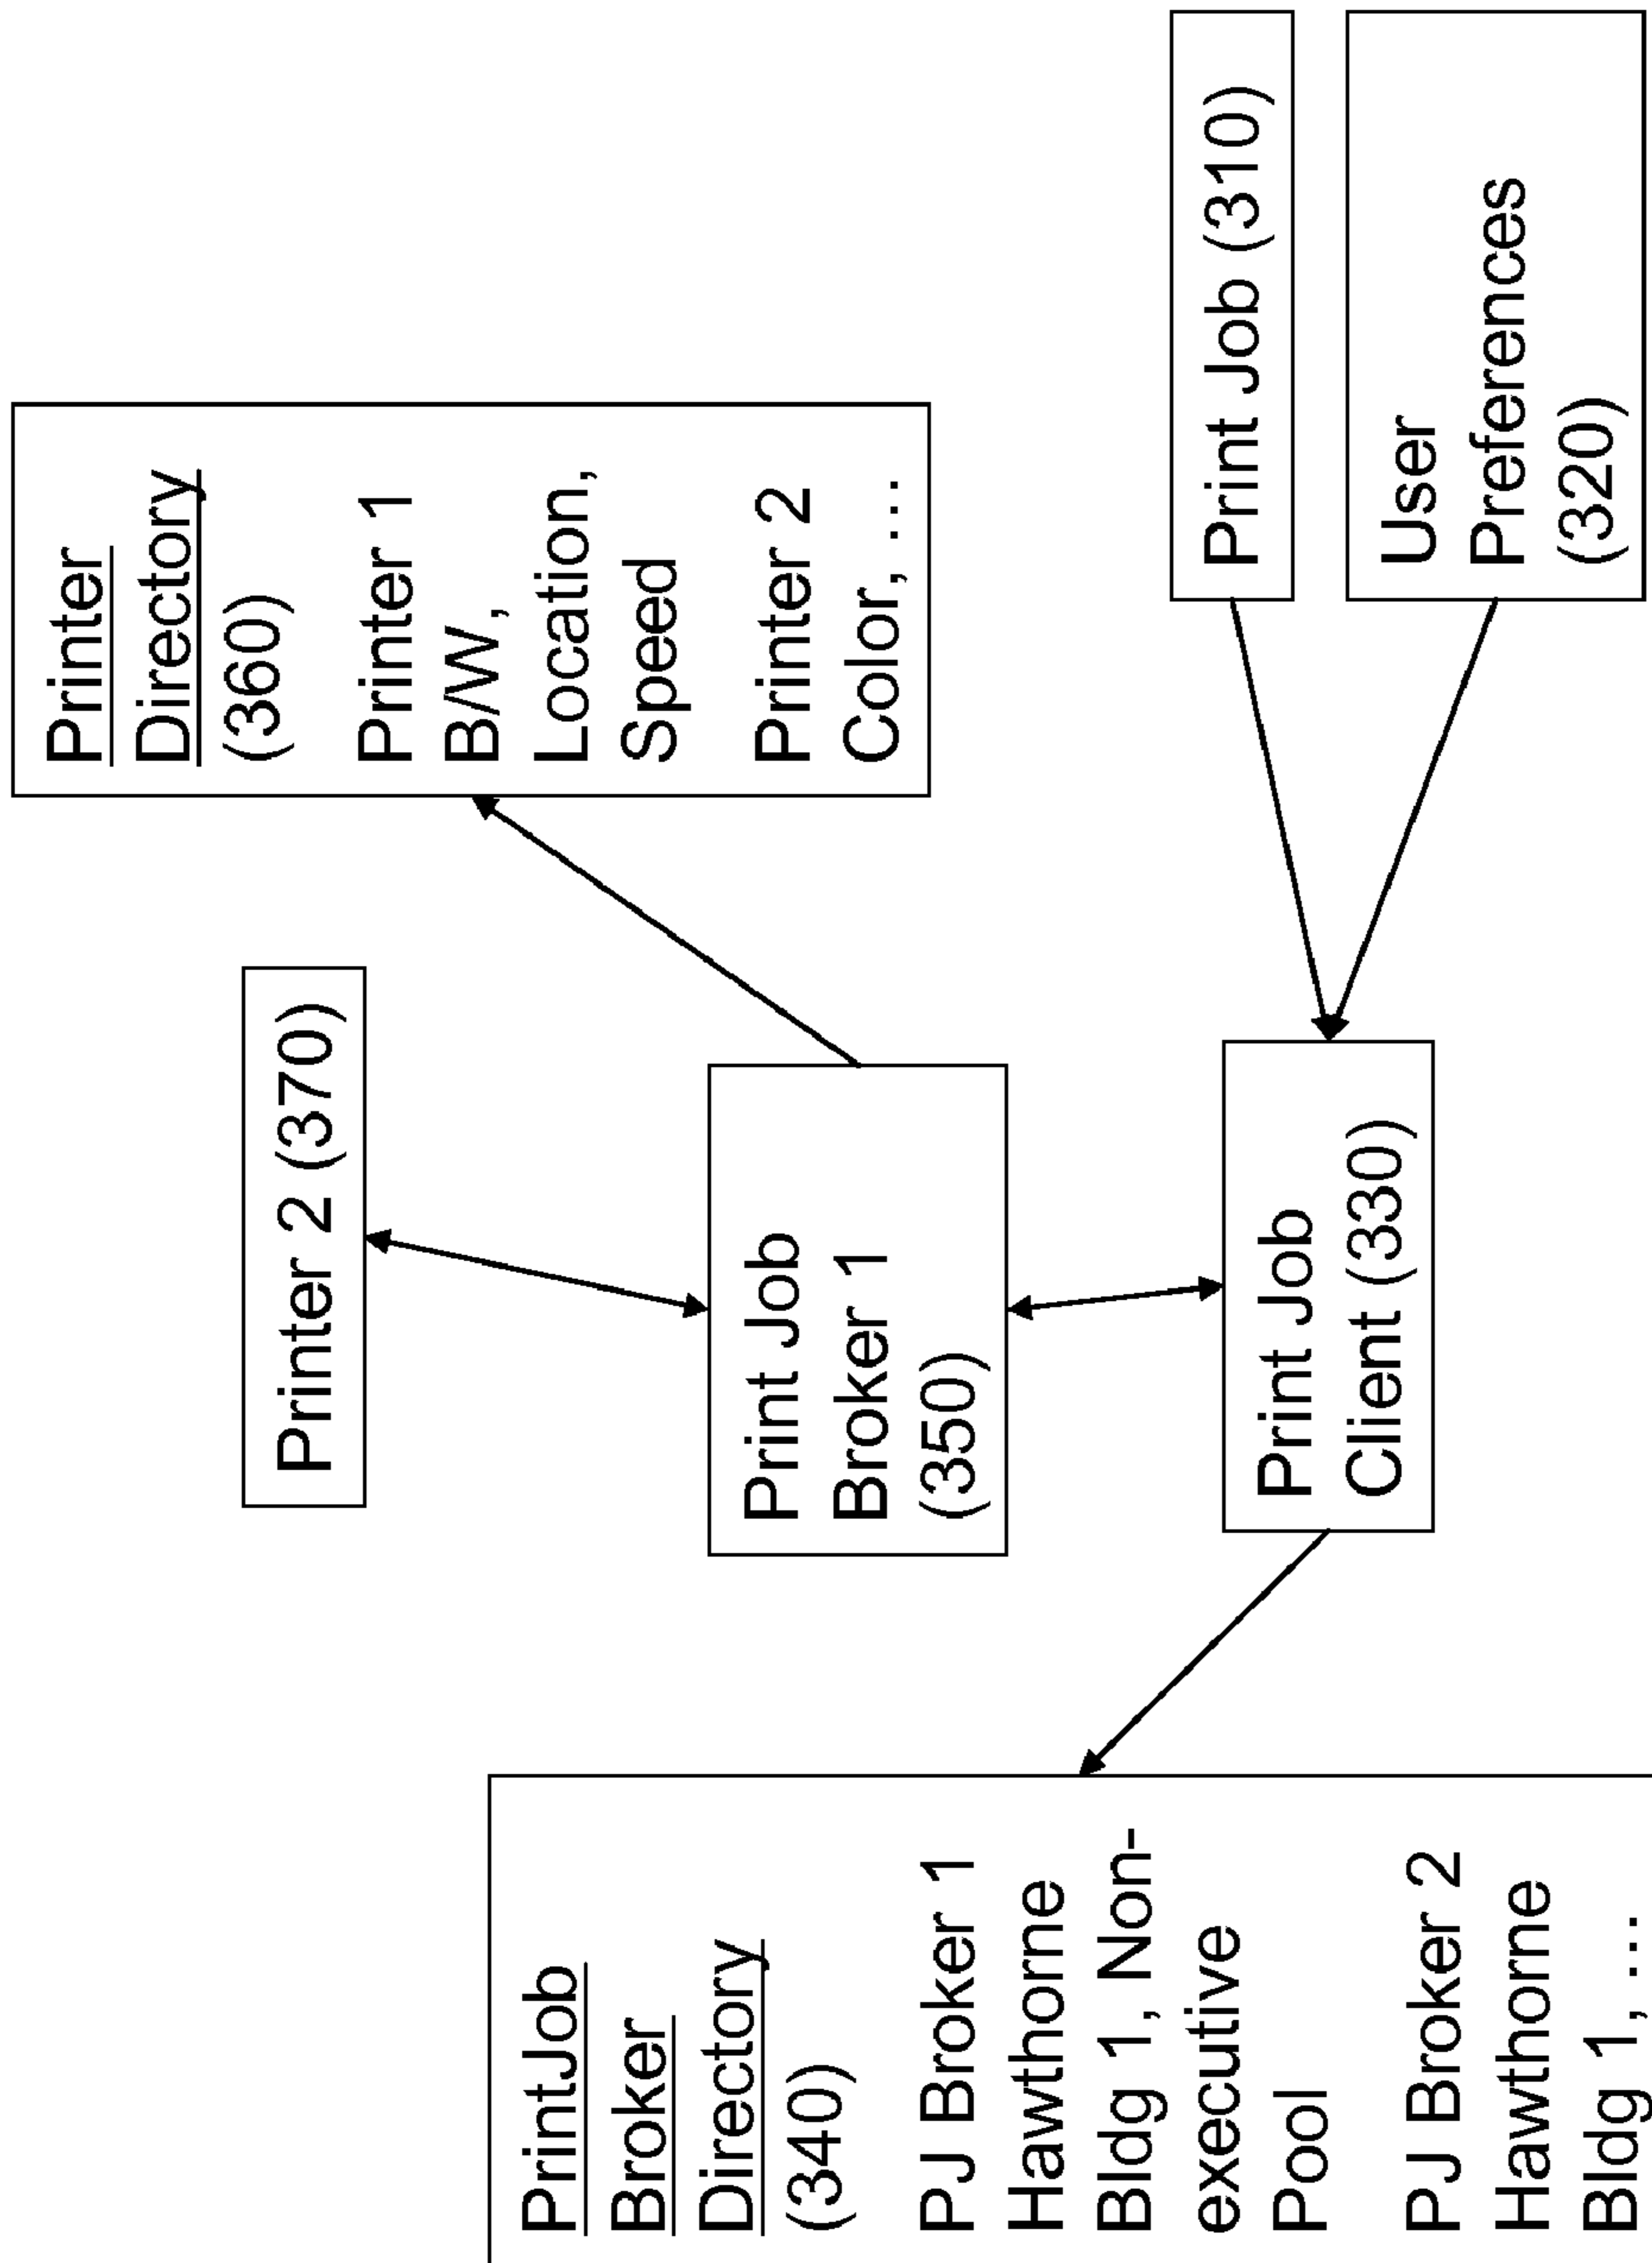 PrintJob
Broker
Directory
(340)
PJ Broker 1
Hawthorne
Bldg 1, Non-
executive
Pool
PJ Broker 2
Hawthorne
Bldg 1, ...
Printer 2 (370)
Print Job
Broker 1
(350)
Print Job
Client (330)
Printer
Directory
(360)
Printer 1
B/W,
Location,
Speed
Printer 2
Color, ...
Print Job (310)
User
Preferences
(320)